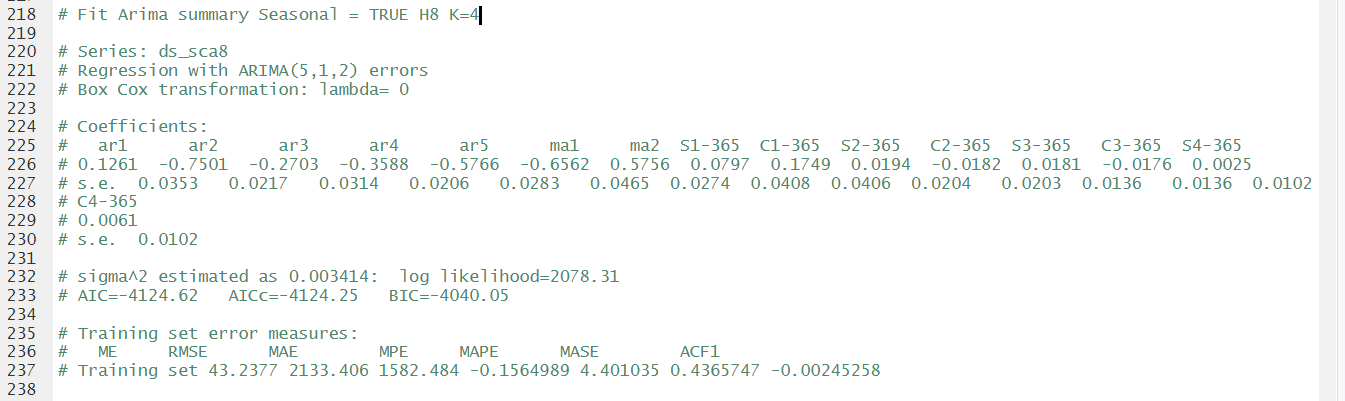 218 # Fit Arima summary Seasonal = TRUE H8 K=4
219
220 # Series: ds_sca8
221 # Regression with ARIMA(5,1,2) errors
222 # Box Cox transformation: lambda= 0
223
224 # Coefficients:
225 # ar1 ar2 ar3 ar4 ar5 ma1 ma2 S1-365 C1-365 S2-365 C2-365 S3-365 C3-365 S4-365
226 # 0.1261 -0.7501 -0.2703 -0.3588 -0.5766 -0.6562 0.5756 0.0797 0.1749 0.0194 -0.0182 0.0181 -0.0176 0.0025
227 # s.e. 0.0353 0.0217 0.0314 0.0206 0.0283 0.0465 0.0274 0.0408 0.0406 0.0204 0.0203 0.0136 0.0136 0.0102
228 # C4-365
229 # 0.0061
230 # s.e. 0.0102
231
232 # sigma^2 estimated as 0.003414: log likelihood=2078.31
233 # AIC=-4124.62 AICc=-4124.25 BIC=-4040.05
234
235 # Training set error measures:
236 # ME RMSE MAE MPE MAPE MASE ACF1
237 # Training set 43.2377 2133.406 1582.484 -0.1564989 4.401035 0.4365747 -0.00245258
238